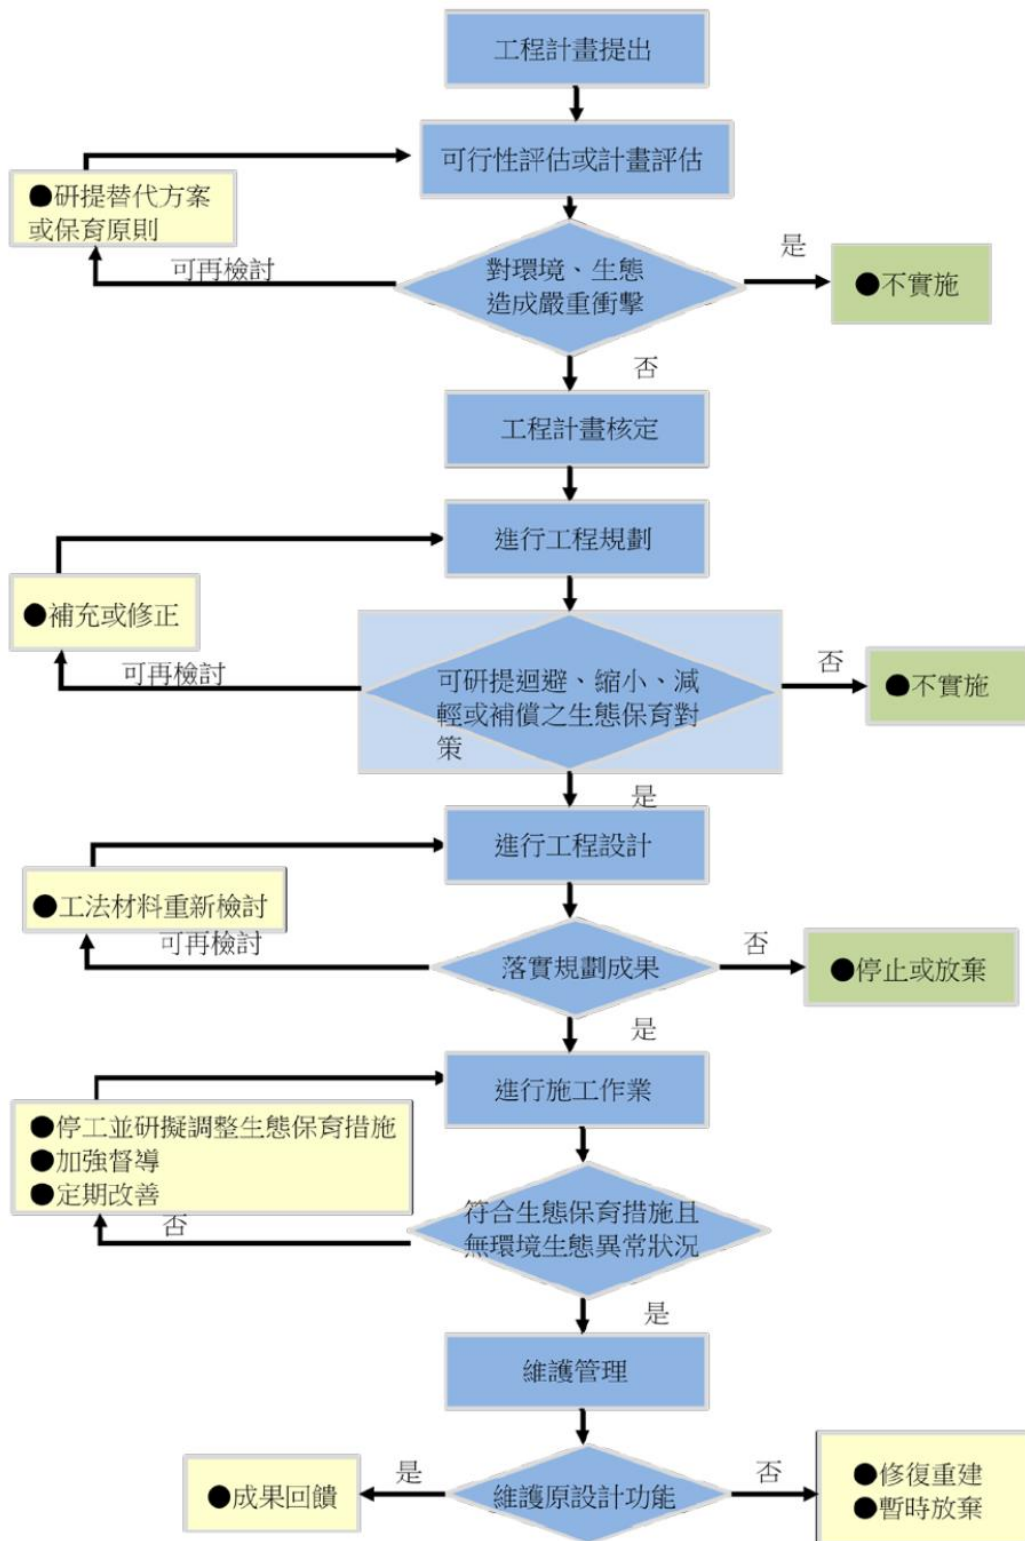 工程計畫提出
可行性評估或計畫評估
●研提替代方案
或保育原則
可再檢討
對環境、生態
造成嚴重衝擊
是
●不實施
否
工程計畫核定
進行工程規劃
●補充或修正
可再檢討
可研提迴避、縮小、減
輕或補償之生態保育對
策
否
●不實施
是
進行工程設計
●工法材料重新檢討
可再檢討
落實規劃成果
否
●停止或放棄
是
進行施工作業
●停工並研擬調整生態保育措施
●加強督導
●定期改善
否
符合生態保育措施且
無環境生態異常狀況
是
維護管理
●成果回饋
是
維護原設計功能
否
●修復重建
●暫時放棄